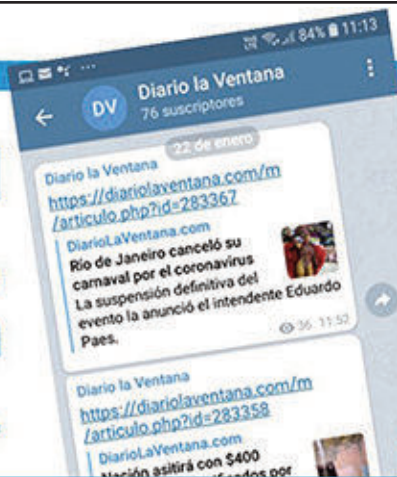 84% 11:13
DV
Diario la Ventana
76 suscriptores
22 de enero
Diario la Ventana
https://diariolaventana.com/m
/articulo.php?id=283367
DiarioLaVentana.com
Río de Janeiro canceló su
carnaval por el coronavirus
La suspensión definitiva del
evento la anunció el intendente Eduardo
Paes.
36 11:52
Diario la Ventana
https://diariolaventana.com/m
/articulo.php?id=283358
DiarioLaVentana.com
Nación asitirá con $400
por